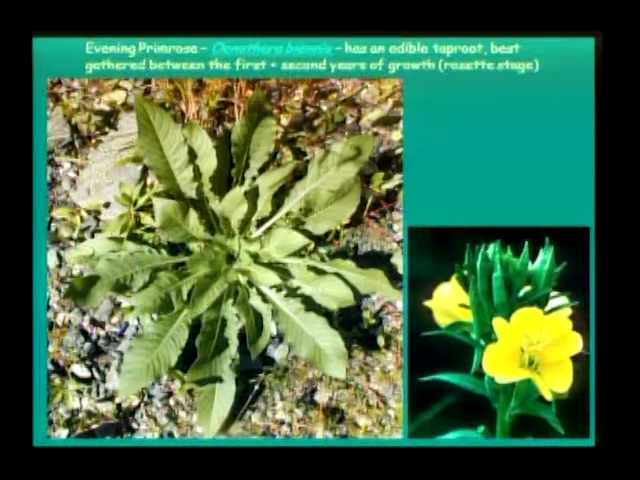 Evening Primrose - Oenothera biennis - has an edible taproot, best
gathered between the first + second years of growth (rosette stage)